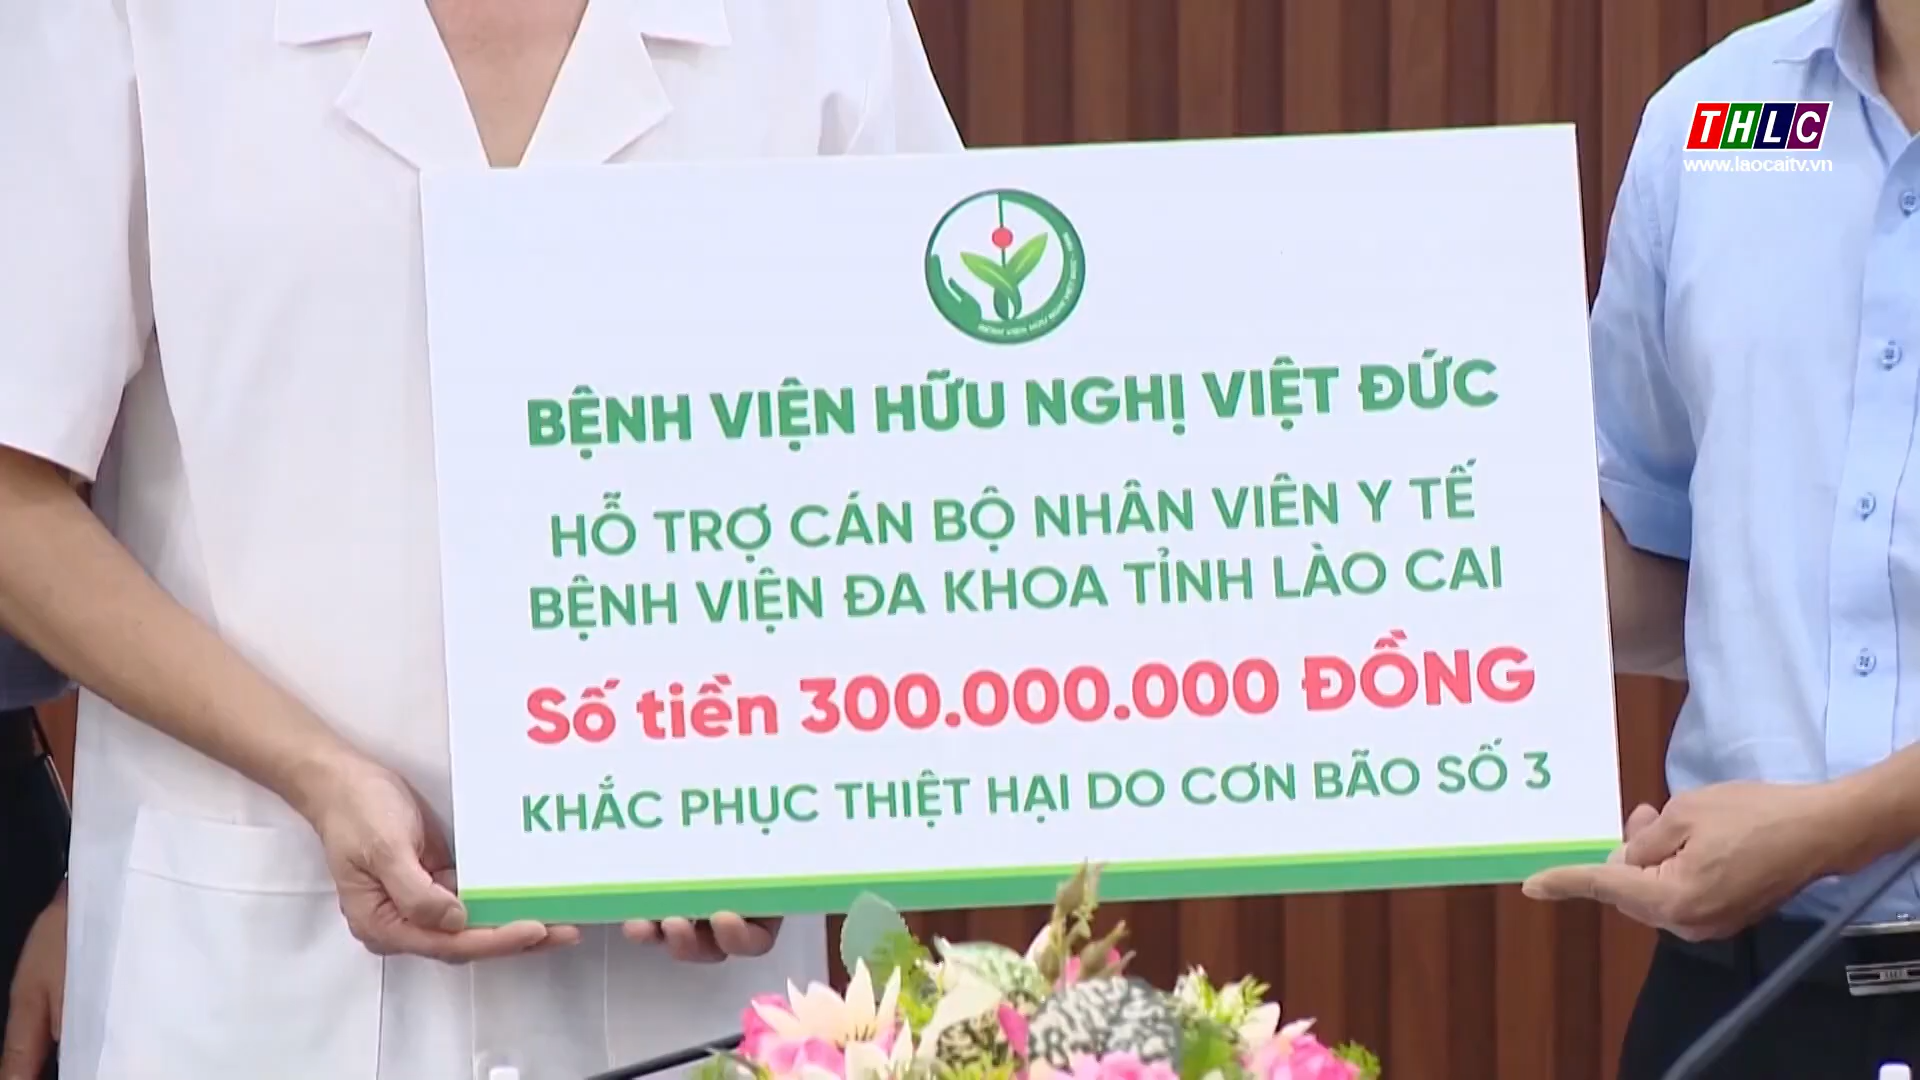 THLC
www.laocaitv.vn
BỆNH VIỆN HỮU NGHỊ VIỆT ĐỨC
HỖ TRỢ CÁN BỘ NHÂN VIÊN Y TẾ
BỆNH VIỆN ĐA KHOA TỈNH LÀO CAI
Số tiền 300.000.000 ĐỒNG
KHẮC PHỤC THIỆT HẠI DO CƠN BÃO SỐ 3